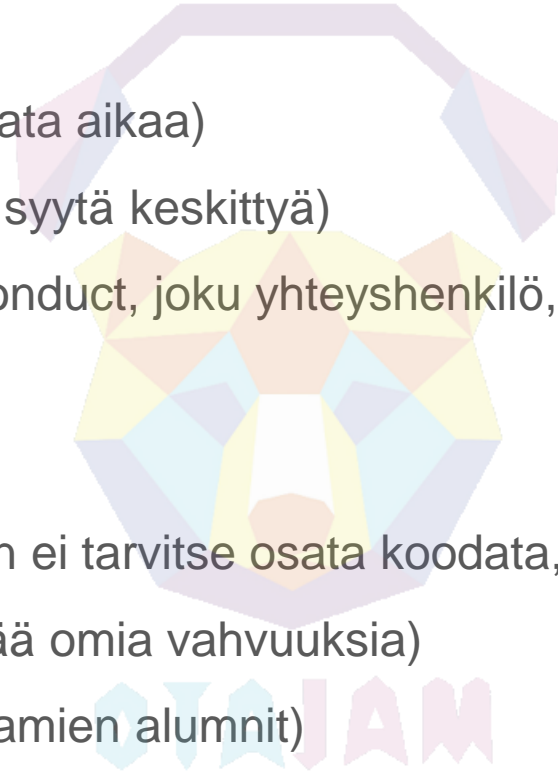 ata aikaa)
syytä keskittyä)
onduct, joku yhteyshenkilö,
n ei tarvitse osata koodata,
ää omia vahvuuksia)
amien alumnit)
OTAJAM